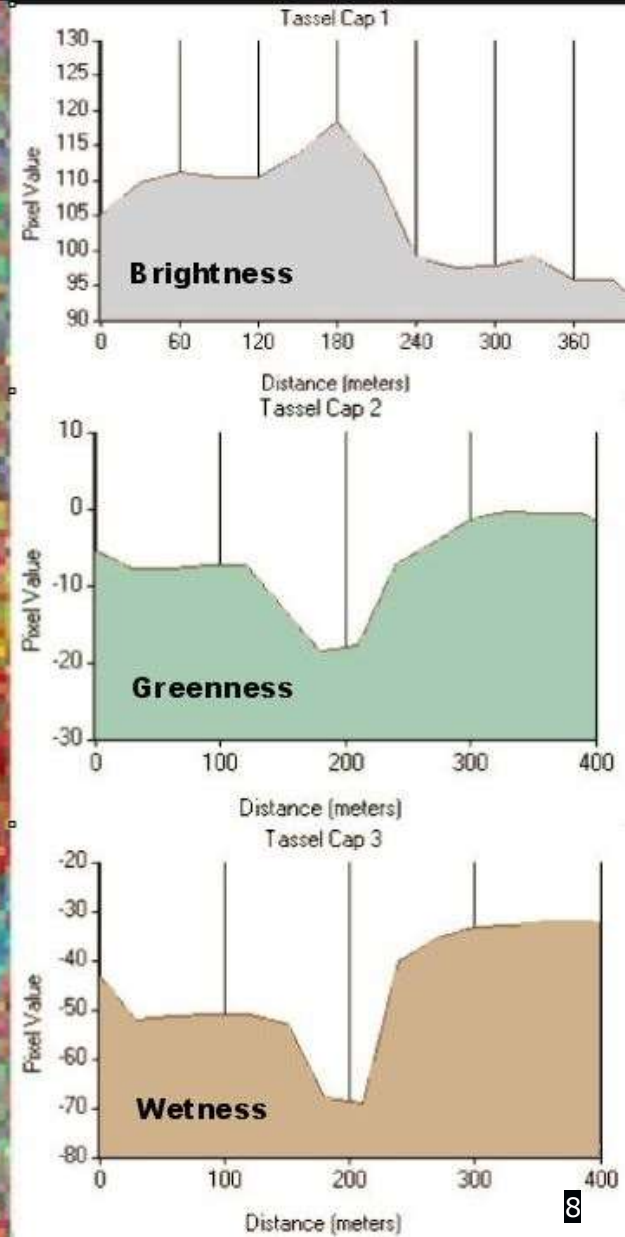 Tassel Cap 1
130
125
120
115
110
105
100
95
90
Pixel Value
Brightness
0 60 120 180 240 300 360
Distance (meters)
Tassel Cap 2
10
0
-10
-20
-30
Pixel Value
Greenness
0 100 200 300 400
Distance (meters)
Tassel Cap 3
-20
-30
-40
-50
-60
-70
-80
Pixel Value
Wetness
0 100 200 300 400
Distance (meters)
8